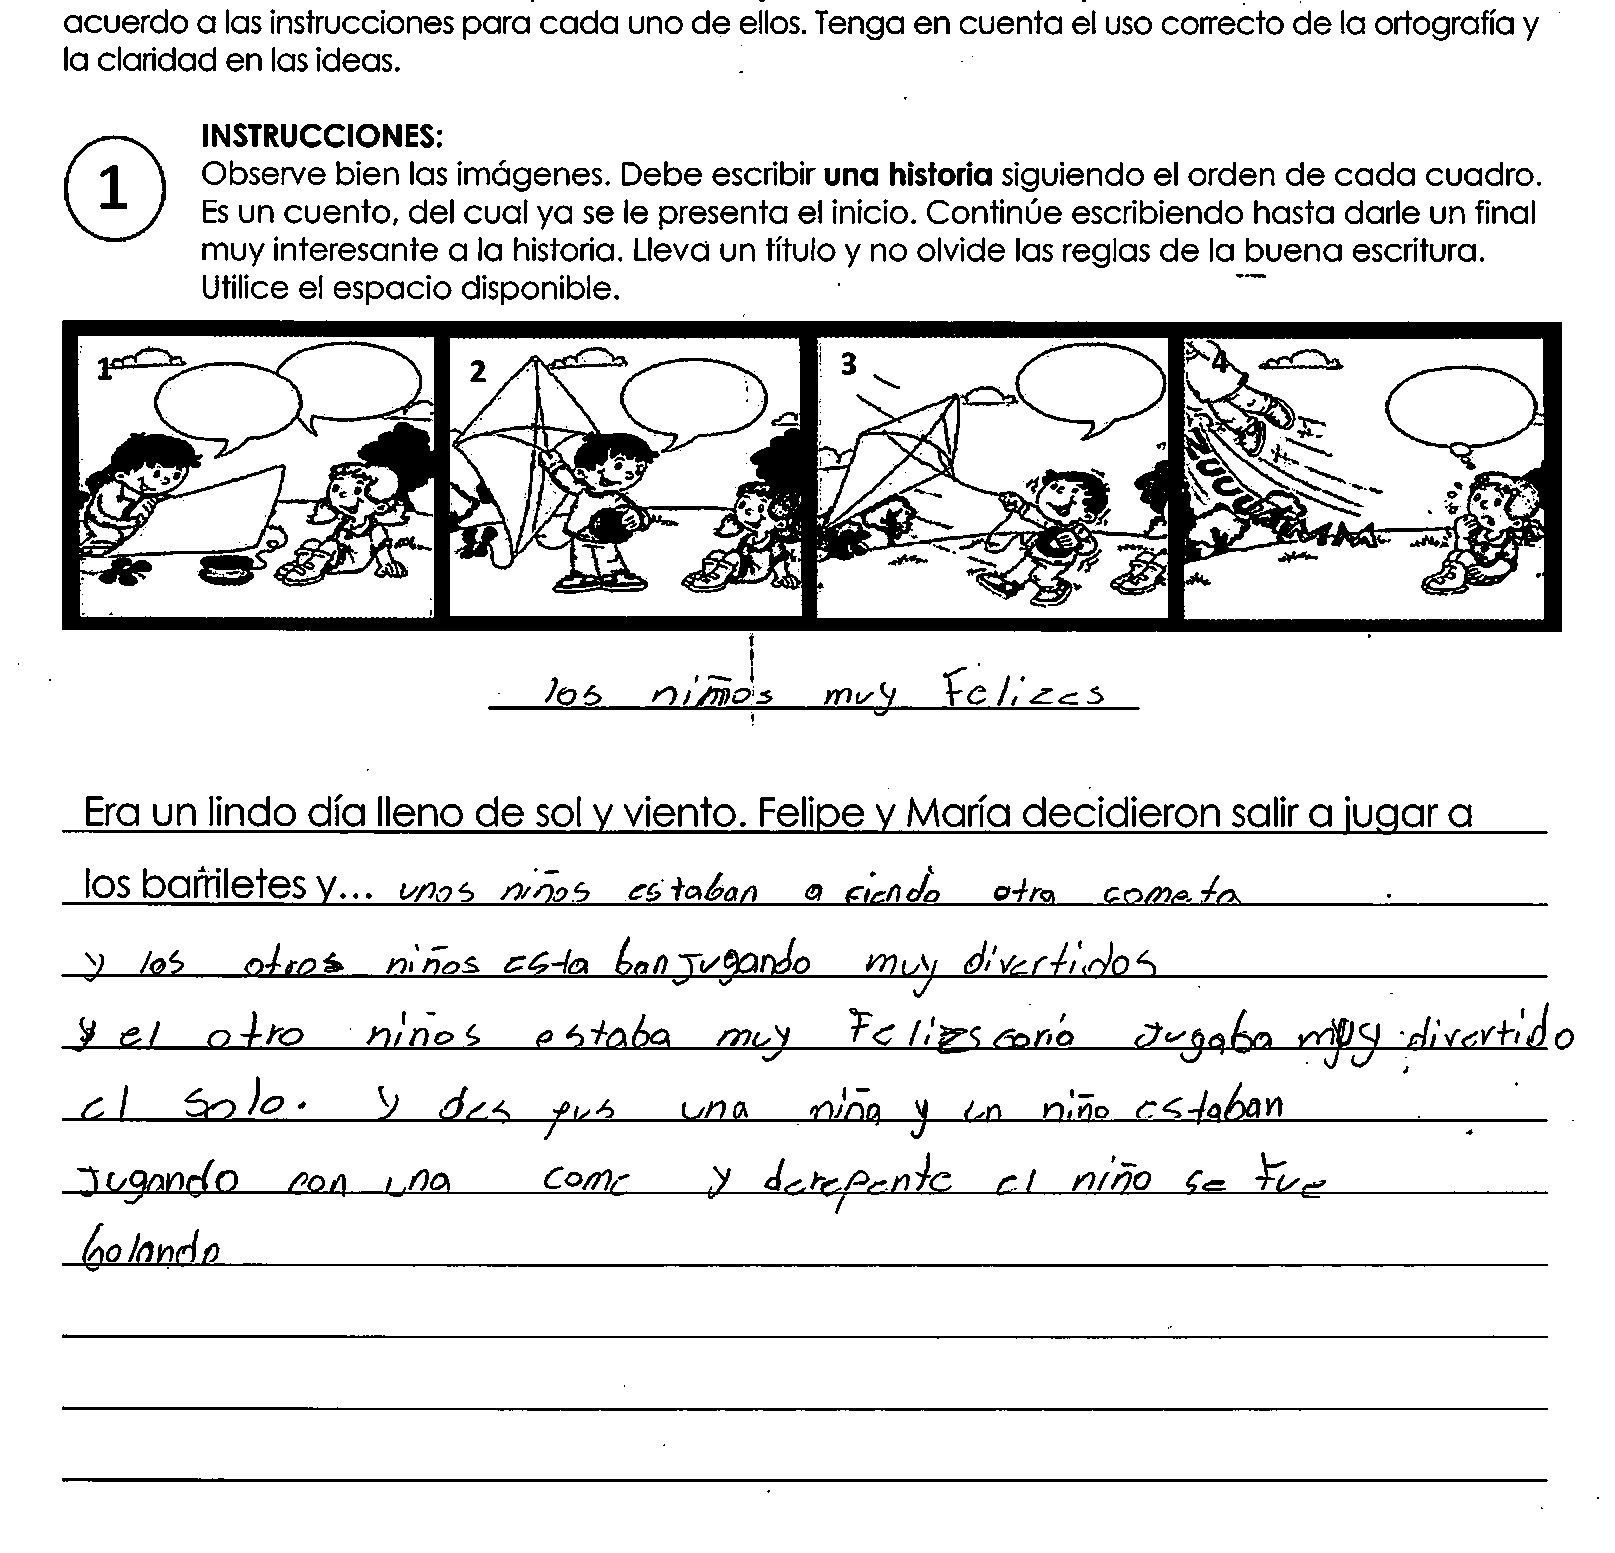 acuerdo a las instrucciones para cada uno de ellos. Tenga en cuenta el uso correcto de la ortografía y
la claridad en las ideas.
1
INSTRUCCIONES:
Observe bien las imágenes. Debe escribir una historia siguiendo el orden de cada cuadro.
Es un cuento, del cual ya se le presenta el inicio. Continúe escribiendo hasta darle un final
muy interesante a la historia. Lleva un título y no olvide las reglas de la buena escritura.
Utilice el espacio disponible.
1 2 3 4
los niños muy Felizes
Era un lindo día lleno de sol y viento. Felipe y María decidieron salir a jugar a
los barriletes y... unos niños estaban a ciendo otra cometa
y los otros niños esta ban jugando muy divertidos
y el otro niños estaba muy Felizs Jugaba muy divertido
el solo. y des pus una niña y un niño estaban
Jugando con una come y derepente el niño se fue
bolando